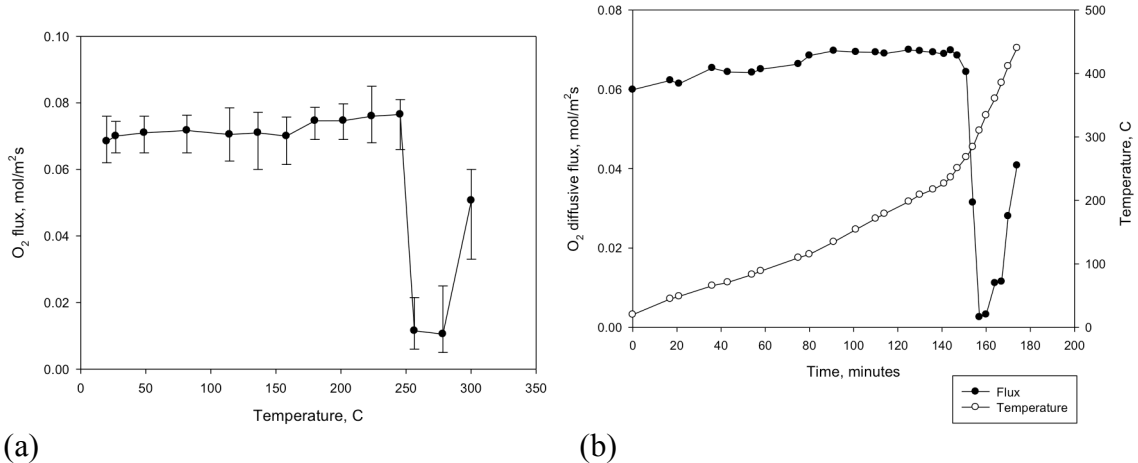 0.10
0.08
0.06
0.04
0.02
0.00
O2 flux, mol/m2s
0 50 100 150 200 250 300 350
Temperature, C
(a)
0.08
0.06
0.04
0.02
0.00
O2 diffusive flux, mol/m2s
500
400
300
200
100
0
Temperature, C
0 20 40 60 80 100 120 140 160 180 200
Time, minutes
Flux
Temperature
(b)